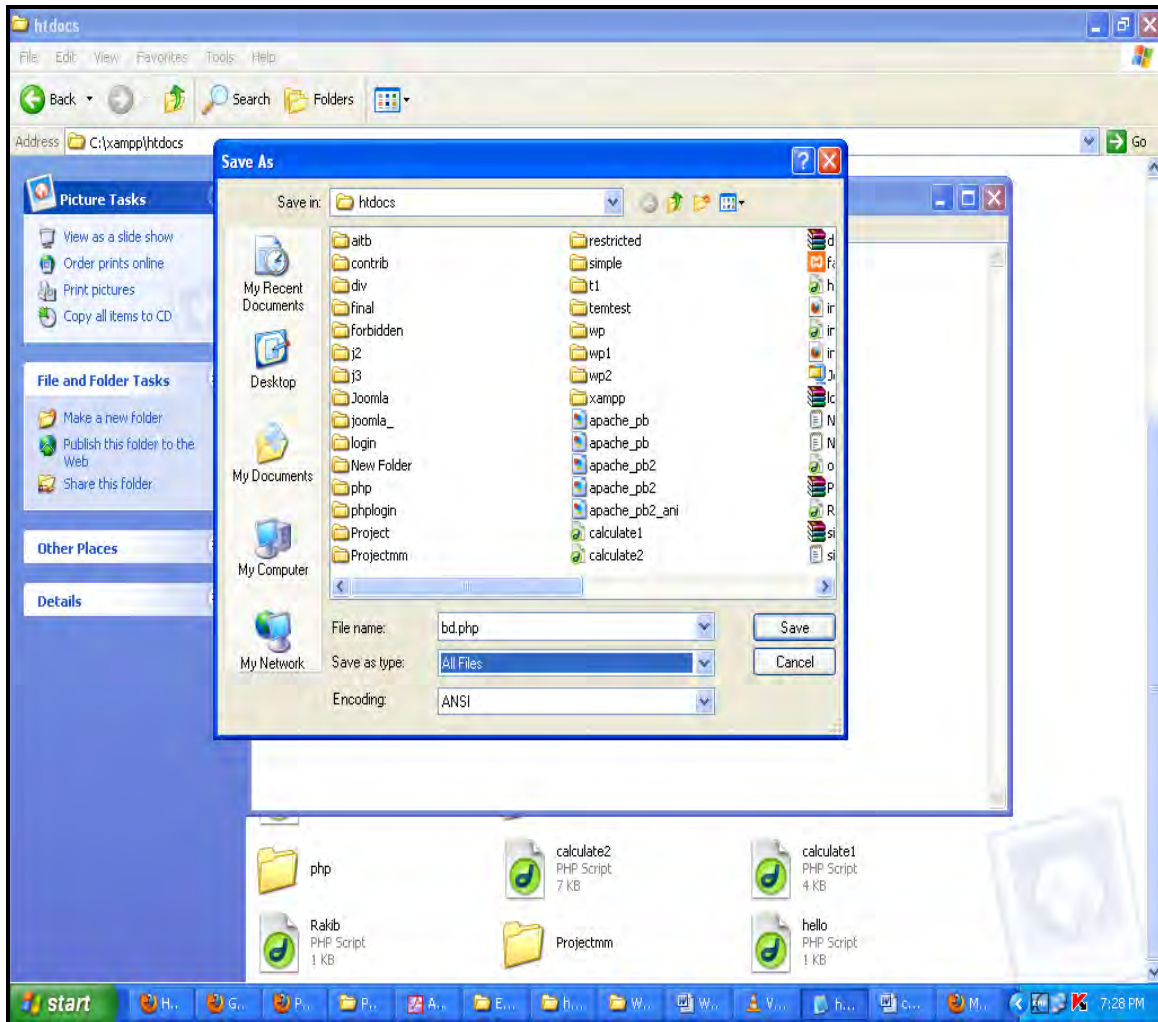 htdocs
File Edit View Favorites Tools Help
Back Search Folders
Address C:\xampp\htdocs Go
Save As
Save in: htdocs
Picture Tasks
View as a slide show
Order prints online
Print pictures
Copy all items to CD
File and Folder Tasks
Make a new folder
Publish this folder to the
Web
Share this folder
Other Places
Details
My Recent
Documents
Desktop
My Documents
My Computer
My Network
aitb
contrib
div
final
forbidden
j2
j3
Joomla
joomla_
login
New Folder
php
phplogin
Project
Projectmm
restricted
simple
t1
temtest
wp
wp1
wp2
xampp
apache_pb
apache_pb
apache_pb2
apache_pb2
apache_pb2_ani
calculate1
calculate2
File name: bd.php Save
Save as type: All Files Cancel
Encoding: ANSI
php
calculate2
PHP Script
7 KB
calculate1
PHP Script
4 KB
Rakib
PHP Script
1 KB
Projectmm
hello
PHP Script
1 KB
start H... G... P... P... A... E... h... W... W... V... h... c... M... 7:28 PM